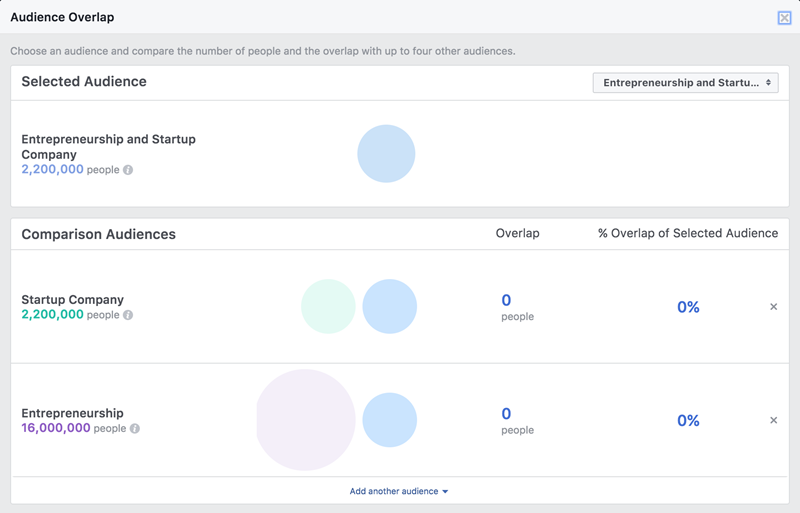 Audience Overlap
Choose an audience and compare the number of people and the overlap with up to four other audiences.
Selected Audience
Entrepreneurship and Startu...
Entrepreneurship and Startup
Company
2,200,000 people
Comparison Audiences
Overlap
% Overlap of Selected Audience
Startup Company
2,200,000 people
0
people
0%
Entrepreneurship
16,000,000 people
0
people
0%
Add another audience